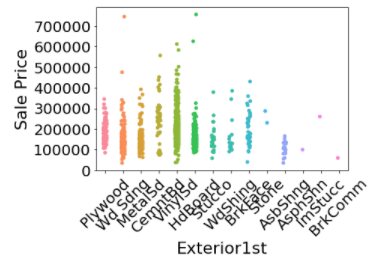 700000
600000
500000
400000
300000
200000
100000
0
Sale Price
Plywood
Wd Sdng
MetalSd
CemntBd
VinylSd
HdBoard
Stucco
WdShing
BrkFace
Stone
AsbShng
AsphShn
ImStucc
BrkComm
Exterior1st